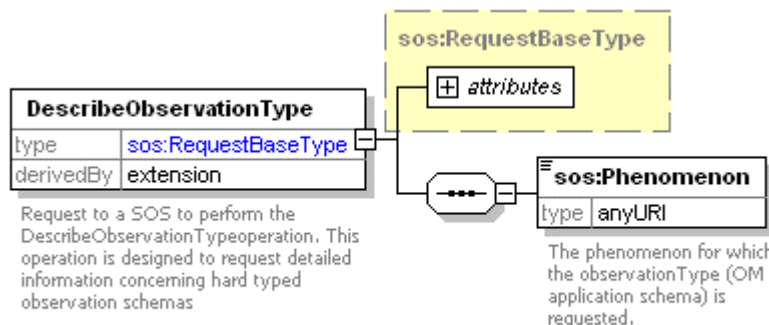 sos:RequestBaseType
attributes
DescribeObservationType
type sos:RequestBaseType
derivedBy extension
sos:Phenomenon
type anyURI
Request to a SOS to perform the
DescribeObservationTypeoperation. This
operation is designed to request detailed
information concerning hard typed
observation schemas
The phenomenon for which
the observationType (OM
application schema) is
requested.